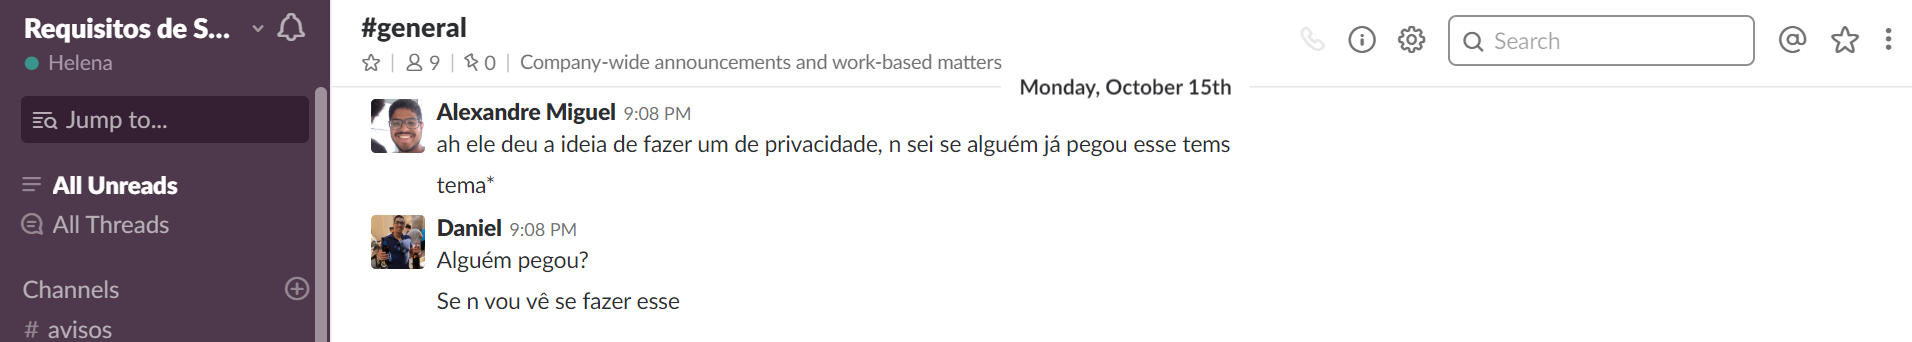 Requisitos de S...
Helena
Jump to...
All Unreads
All Threads
Channels
# avisos
#general
9 | 0 | Company-wide announcements and work-based matters
Search
Monday, October 15th
Alexandre Miguel 9:08 PM
ah ele deu a ideia de fazer um de privacidade, n sei se alguém já pegou esse tems
tema*
Daniel 9:08 PM
Alguém pegou?
Se n vou vê se fazer esse